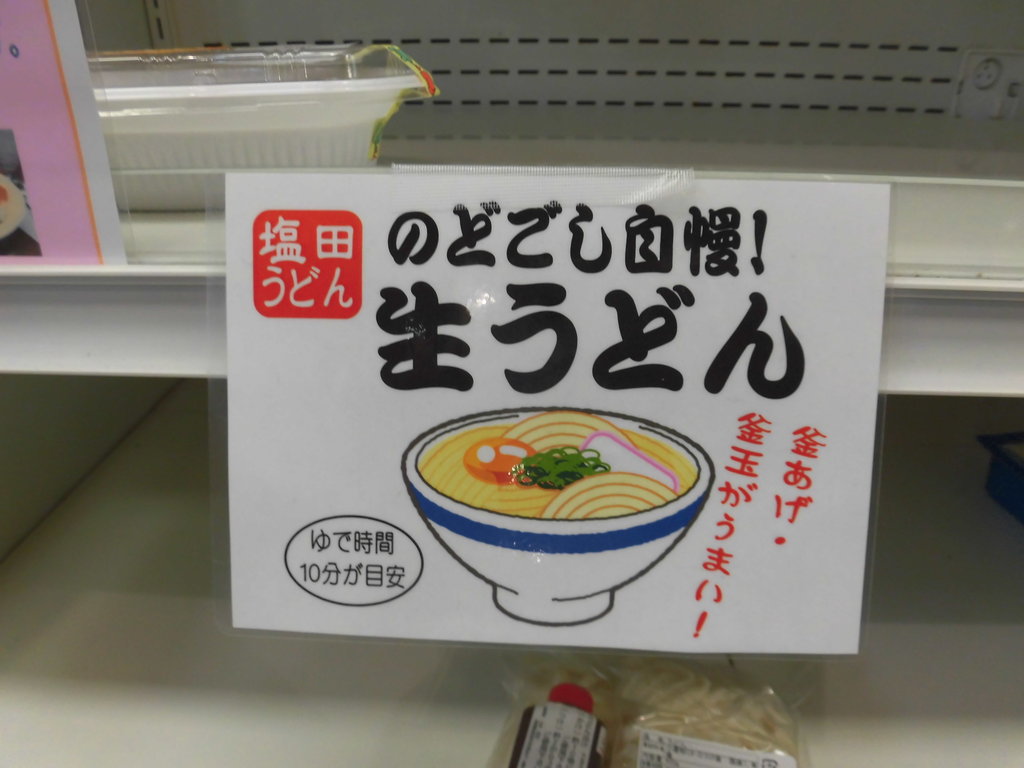 塩田
うどん
のどごし自慢!
生うどん
釜あげ・
釜玉がうまい!
ゆで時間
10分が目安